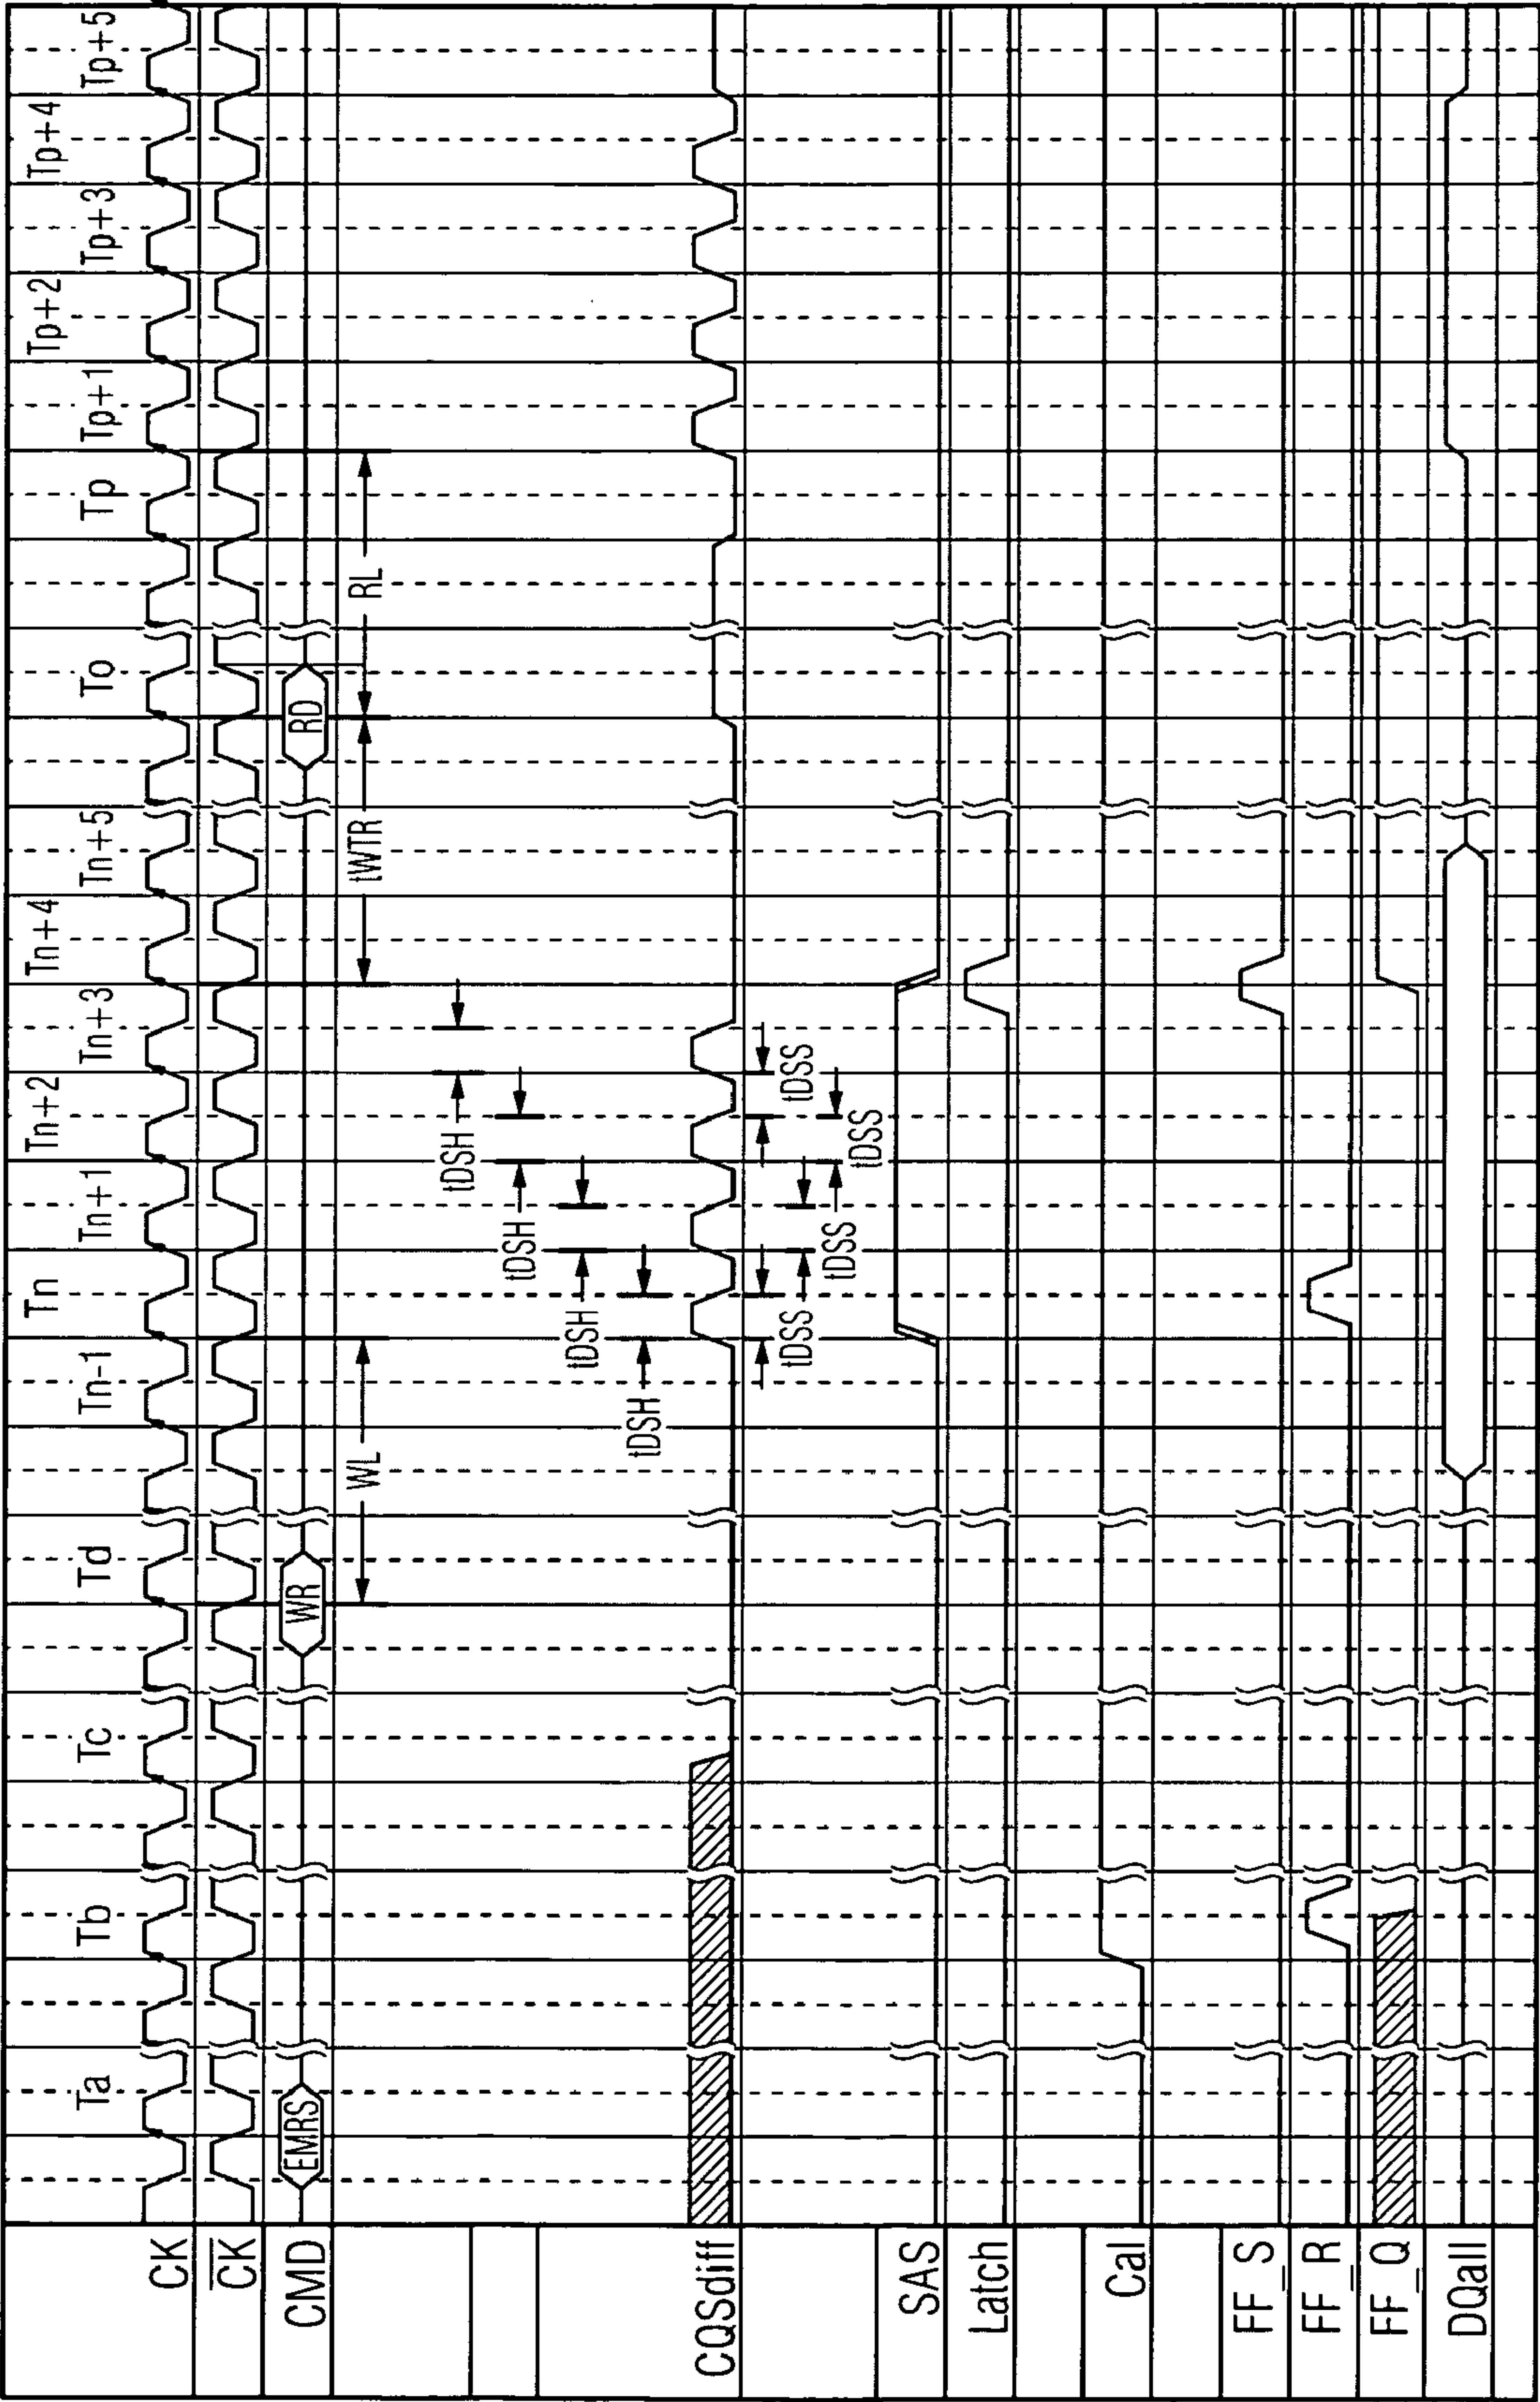 Ta
Tb
Tc
Td
Tn-1
Tn
Tn+1
Tn+2
Tn+3
Tn+4
Tn+5
To
Tp
Tp+1
Tp+2
Tp+3
Tp+4
Tp+5
CK
CK
CMD
EMRS
WR
RD
WL
tWTR
RL
tDSH
tDSH
tDSH
tDSH
CQSdiff
tDSS
tDSS
tDSS
tDSS
SAS
Latch
Cal
FF_S
FF_R
FF_Q
DQall